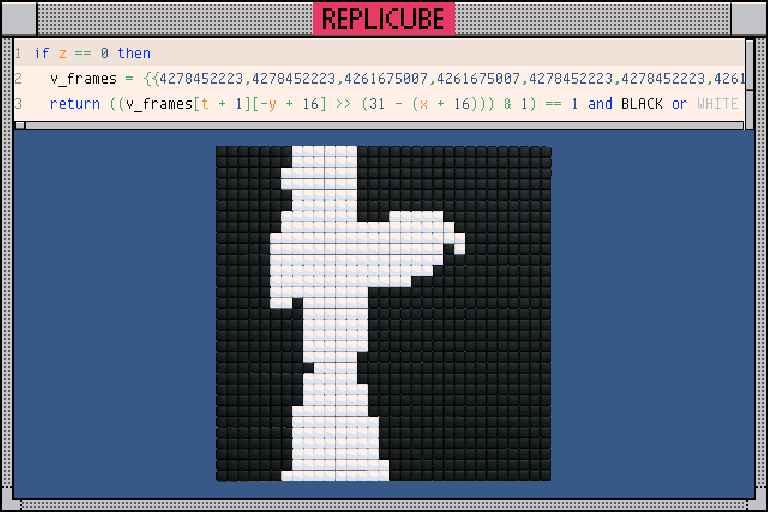 REPLICUBE
1 if z == 0 then
2 v_frames = {{4278452223,4278452223,4261675007,4261675007,4278452223,4278452223,4261
3 return ((v_frames[t + 1][-y + 16] >> (31 - (x + 16))) & 1) == 1 and BLACK or WHITE